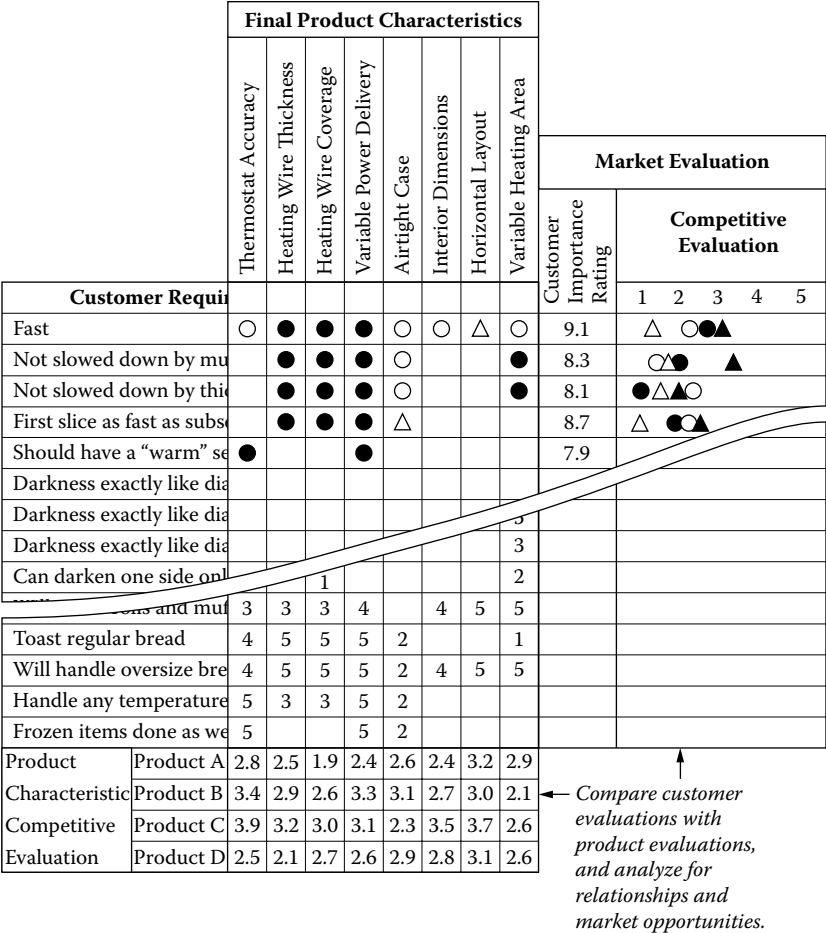 Final Product Characteristics
Thermostat Accuracy
Heating Wire Thickness
Heating Wire Coverage
Variable Power Delivery
Airtight Case
Interior Dimensions
Horizontal Layout
Variable Heating Area
Market Evaluation
Customer
Importance
Rating
Competitive
Evaluation
Customer Requir
1 2 3 4 5
Fast 9.1
Not slowed down by mu 8.3
Not slowed down by thi 8.1
First slice as fast as subs 8.7
Should have a “warm” se 7.9
Darkness exactly like dia
Darkness exactly like dia
Darkness exactly like dia 3
Can darken one side onl 1 2
and muf 3 3 3 4 4 5 5
Toast regular bread 4 5 5 5 2 1
Will handle oversize bre 4 5 5 5 2 4 5 5
Handle any temperature 5 3 3 5 2
Frozen items done as we 5 5 2
Product Product A 2.8 2.5 1.9 2.4 2.6 2.4 3.2 2.9
Characteristic Product B 3.4 2.9 2.6 3.3 3.1 2.7 3.0 2.1
Competitive Product C 3.9 3.2 3.0 3.1 2.3 3.5 3.7 2.6
Evaluation Product D 2.5 2.1 2.7 2.6 2.9 2.8 3.1 2.6
Compare customer
evaluations with
product evaluations,
and analyze for
relationships and
market opportunities.